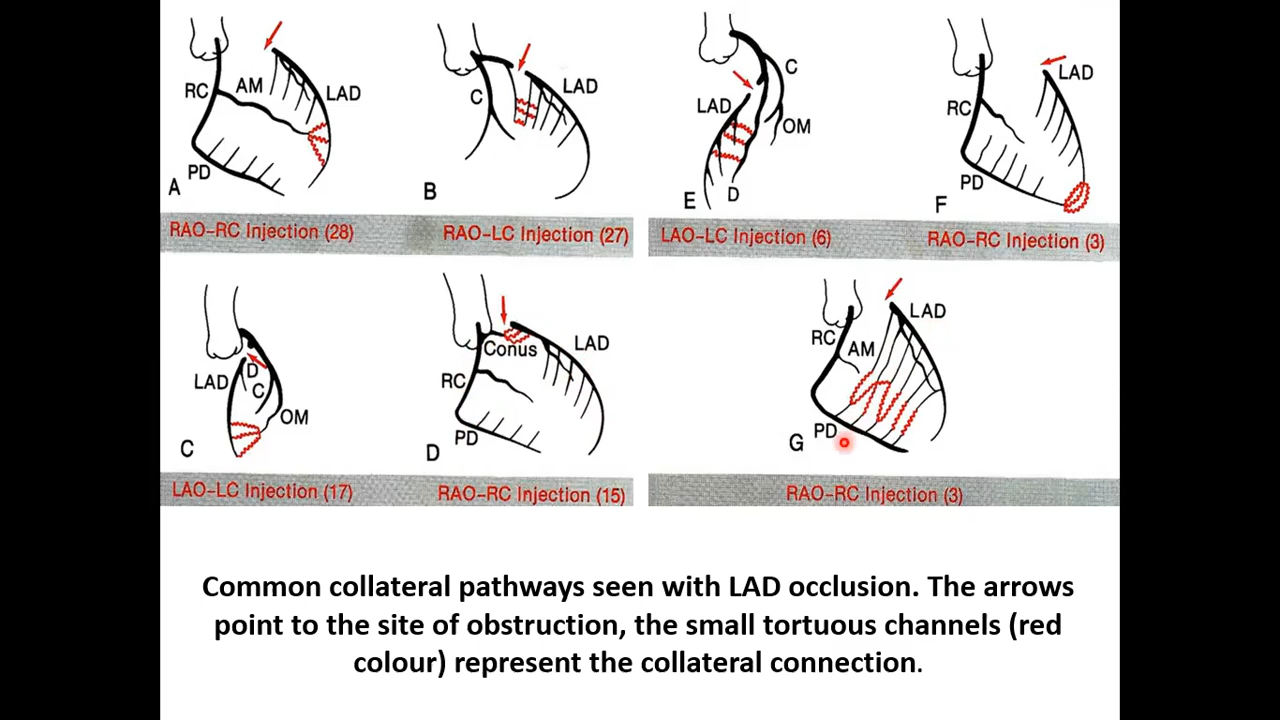 RC
AM
LAD
PD
A
RAO–RC Injection (28)
C
LAD
B
RAO–LC Injection (27)
C
LAD
OM
D
E
LAO–LC Injection (6)
LAD
RC
PD
F
RAO–RC Injection (3)
LAD
D
C
OM
C
LAO–LC Injection (17)
Conus
LAD
RC
PD
D
RAO–RC Injection (15)
LAD
RC
AM
PD
G
RAO–RC Injection (3)
Common collateral pathways seen with LAD occlusion. The arrows
point to the site of obstruction, the small tortuous channels (red
colour) represent the collateral connection.